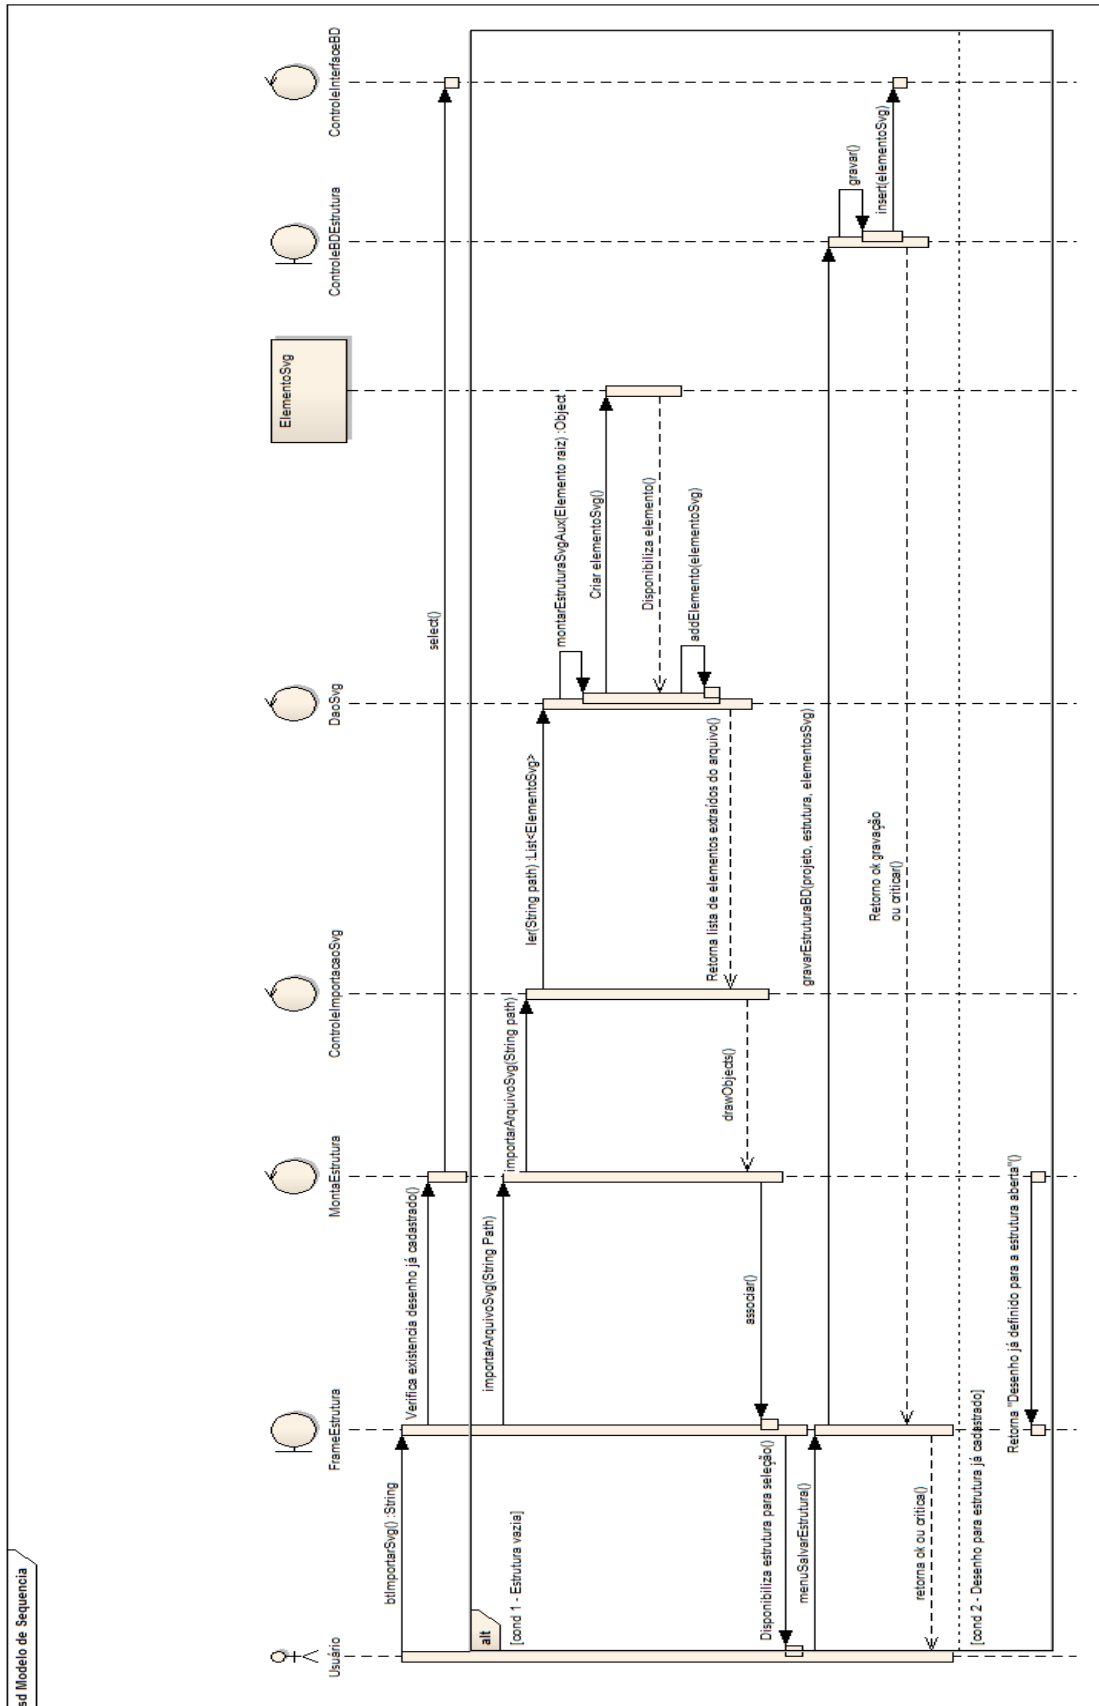 sd Modelo de Sequencia
Usuário
FrameEstrutura
MontaEstrutura
ControleImportacaoSvg
DaoSvg
ElementoSvg
ControleBDEstrutura
ControleInterfaceBD
btImportarSvg() :String
Verifica existencia desenho já cadastrado()
select()
alt
[cond 1 - Estrutura vazia]
importarArquivoSvg(String Path)
importarArquivoSvg(String path)
ler(String path) :List<ElementoSvg>
montarEstruturaSvgAux(Elemento raiz) :Object
Criar elementoSvg()
Disponibiliza elemento()
addElemento(elementoSvg)
Retorna lista de elementos extraídos do arquivo()
drawObjects()
associar()
Disponibiliza estrutura para seleção()
menuSalvarEstrutura()
gravarEstruturaBD(projeto, estrutura, elementosSvg)
gravar()
insert(elementoSvg)
Retorno ok gravação
ou criticar()
retorna ok ou critica()
[cond 2 - Desenho para estrutura já cadastrado]
Retorna "Desenho já definido para a estrutura aberta"()